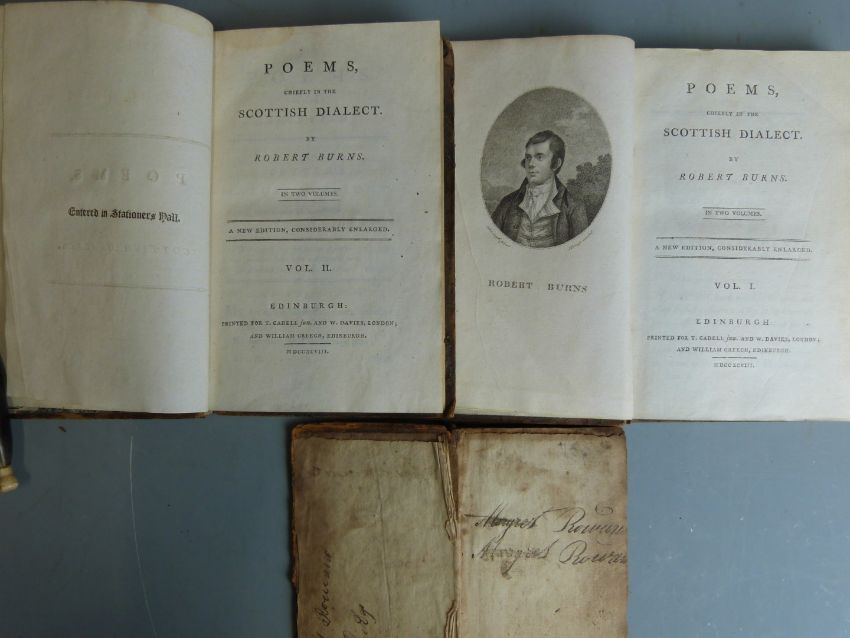 Entered in Stationers Hall.
POEMS,
CHIEFLY IN THE
SCOTTISH DIALECT.
BY
ROBERT BURNS.
IN TWO VOLUMES.
A NEW EDITION, CONSIDERABLY ENLARGED.
VOL. II.
EDINBURGH:
PRINTED FOR T. CADELL jun. AND W. DAVIES, LONDON;
AND WILLIAM CREECH, EDINBURGH.
MDCCXCVIII.
ROBERT BURNS
POEMS,
CHIEFLY IN THE
SCOTTISH DIALECT.
BY
ROBERT BURNS.
IN TWO VOLUMES.
A NEW EDITION, CONSIDERABLY ENLARGED.
VOL. I.
EDINBURGH:
PRINTED FOR T. CADELL jun. AND W. DAVIES, LONDON;
AND WILLIAM CREECH, EDINBURGH.
MDCCXCVIII.
Rowan
Rowan